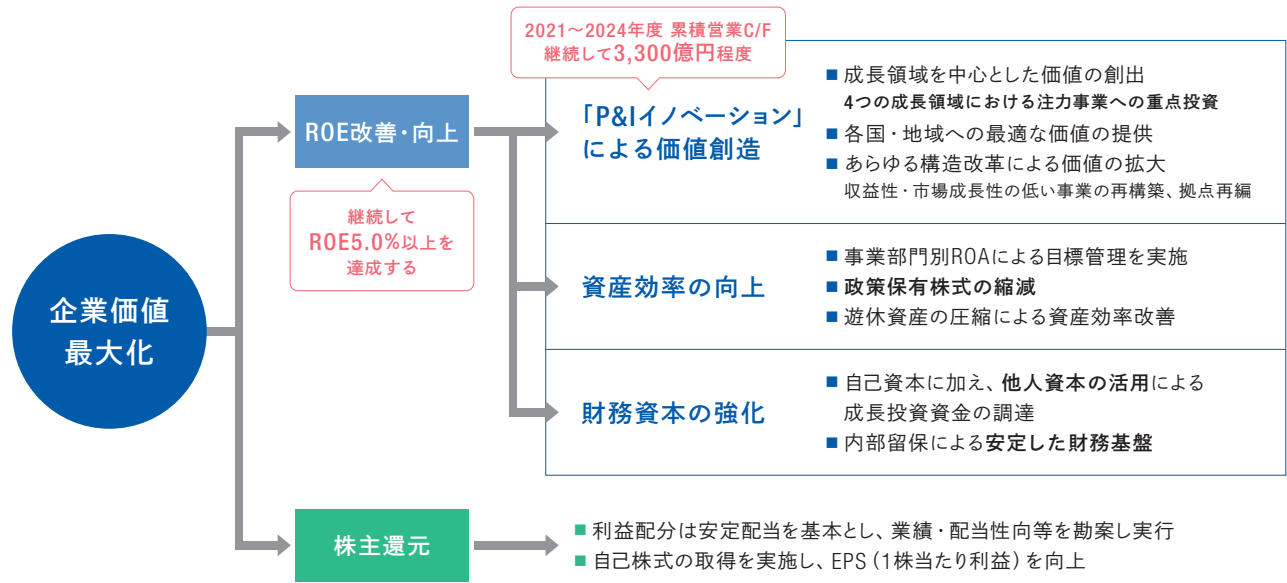 企業価値
最大化
ROE改善・向上
継続して
ROE5.0%以上を
達成する
2021〜2024年度 累積営業C/F
継続して3,300億円程度
「P&Iイノベーション」
による価値創造
■ 成長領域を中心とした価値の創出
4つの成長領域における注力事業への重点投資
■ 各国・地域への最適な価値の提供
■ あらゆる構造改革による価値の拡大
収益性・市場成長性の低い事業の再構築、拠点再編
資産効率の向上
■ 事業部門別ROAによる目標管理を実施
■ 政策保有株式の縮減
■ 遊休資産の圧縮による資産効率改善
財務資本の強化
■ 自己資本に加え、他人資本の活用による
成長投資資金の調達
■ 内部留保による安定した財務基盤
株主還元
■ 利益配分は安定配当を基本とし、業績・配当性向等を勘案し実行
■ 自己株式の取得を実施し、EPS（1株当たり利益）を向上